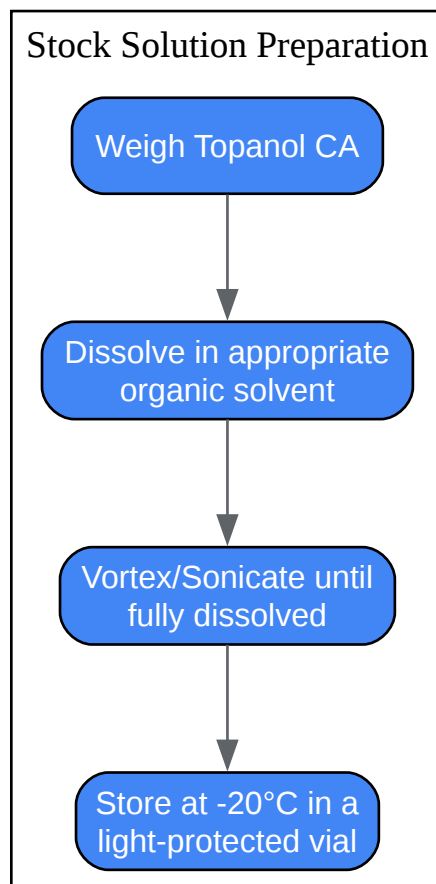 Stock Solution Preparation
Weigh Topanol CA
Dissolve in appropriate
organic solvent
Vortex/Sonicate until
fully dissolved
Store at -20°C in a
light-protected vial